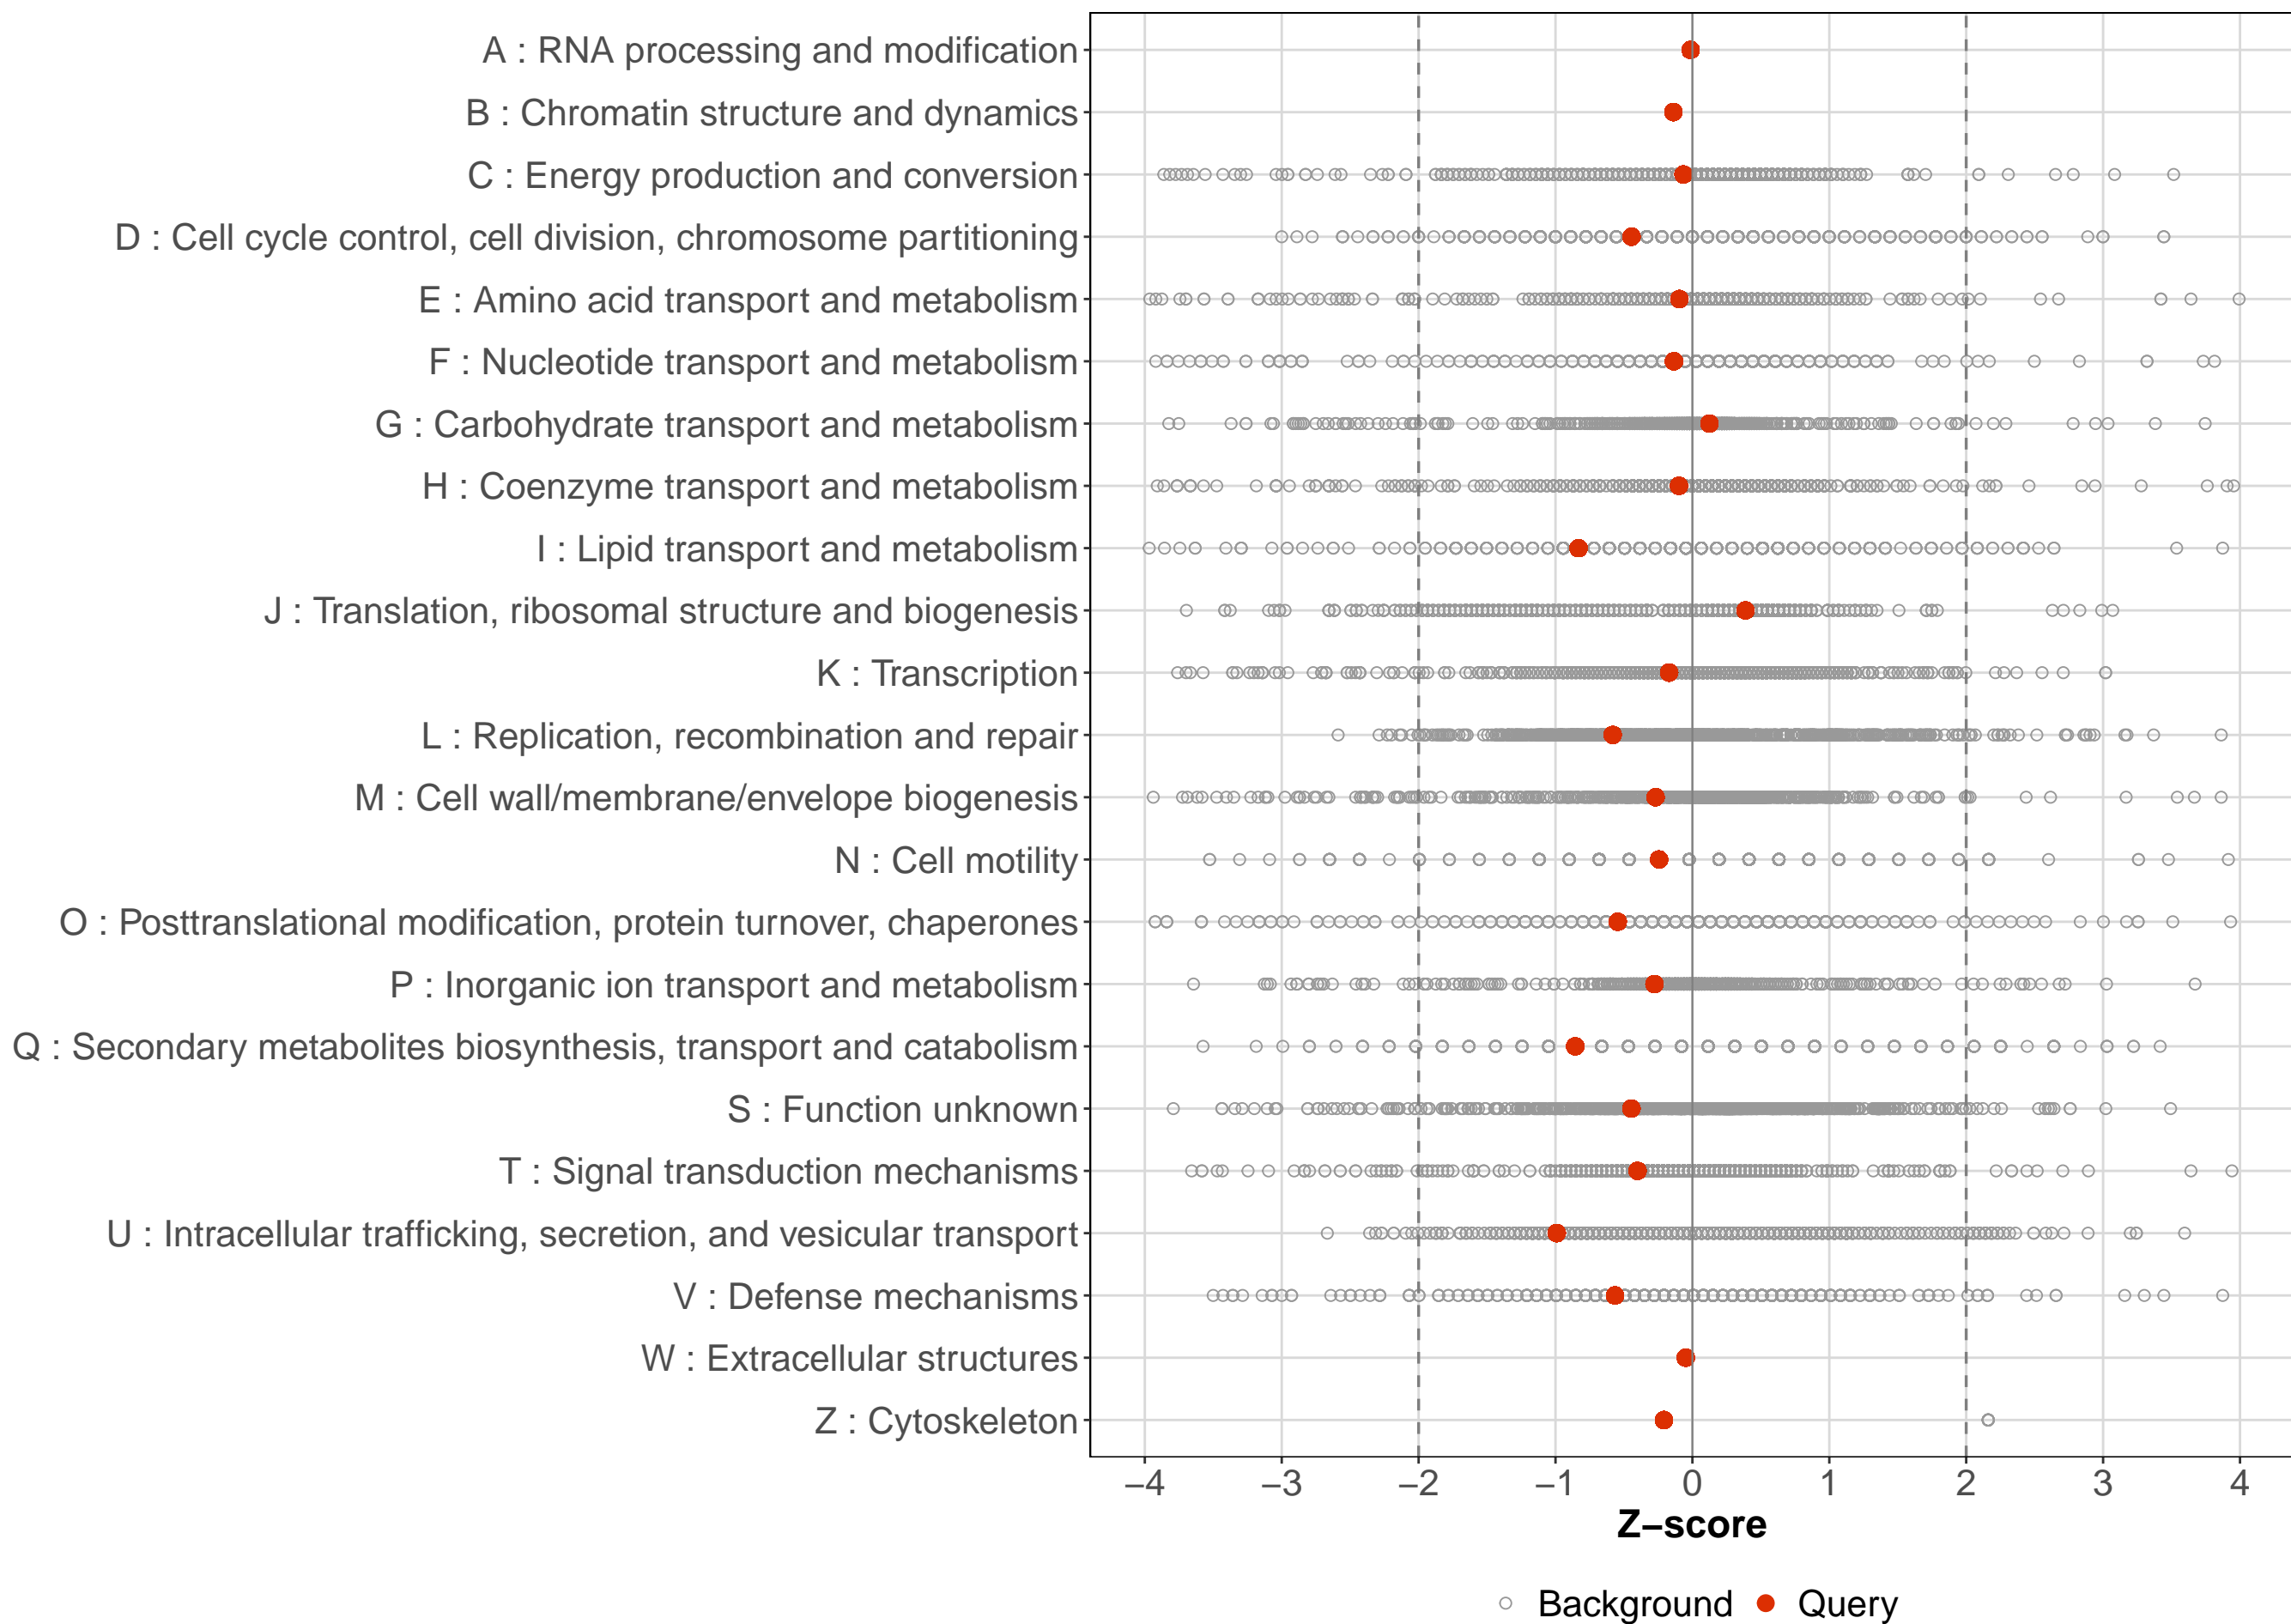 A : RNA processing and modification
B : Chromatin structure and dynamics
C : Energy production and conversion
D : Cell cycle control, cell division, chromosome partitioning
E : Amino acid transport and metabolism
F : Nucleotide transport and metabolism
G : Carbohydrate transport and metabolism
H : Coenzyme transport and metabolism
I : Lipid transport and metabolism
J : Translation, ribosomal structure and biogenesis
K : Transcription
L : Replication, recombination and repair
M : Cell wall/membrane/envelope biogenesis
N : Cell motility
O : Posttranslational modification, protein turnover, chaperones
P : Inorganic ion transport and metabolism
Q : Secondary metabolites biosynthesis, transport and catabolism
S : Function unknown
T : Signal transduction mechanisms
U : Intracellular trafficking, secretion, and vesicular transport
V : Defense mechanisms
W : Extracellular structures
Z : Cytoskeleton
−4 −3 −2 −1 0 1 2 3 4
Z−score
Background Query